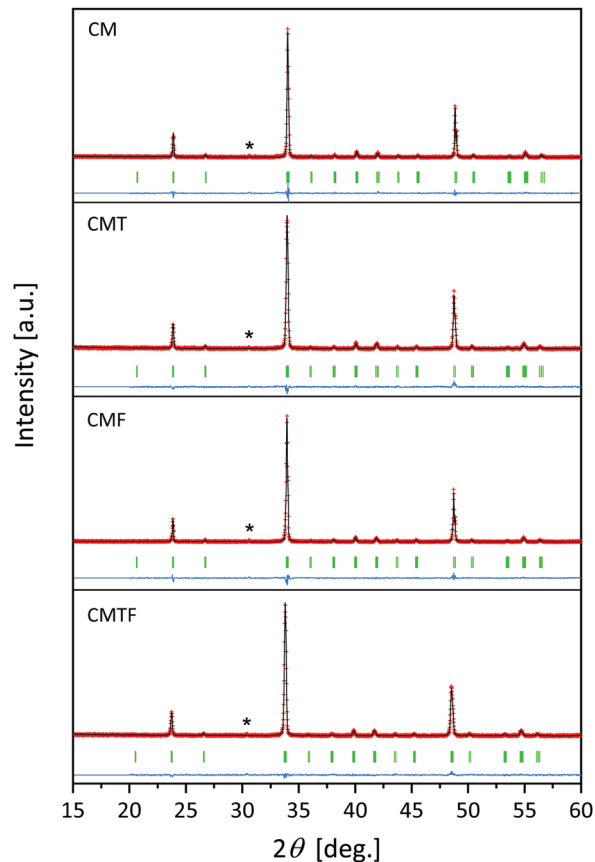 CM
*
CMT
*
CMF
*
CMTF
*
Intensity [a.u.]
15 20 25 30 35 40 45 50 55 60
2θ [deg.]